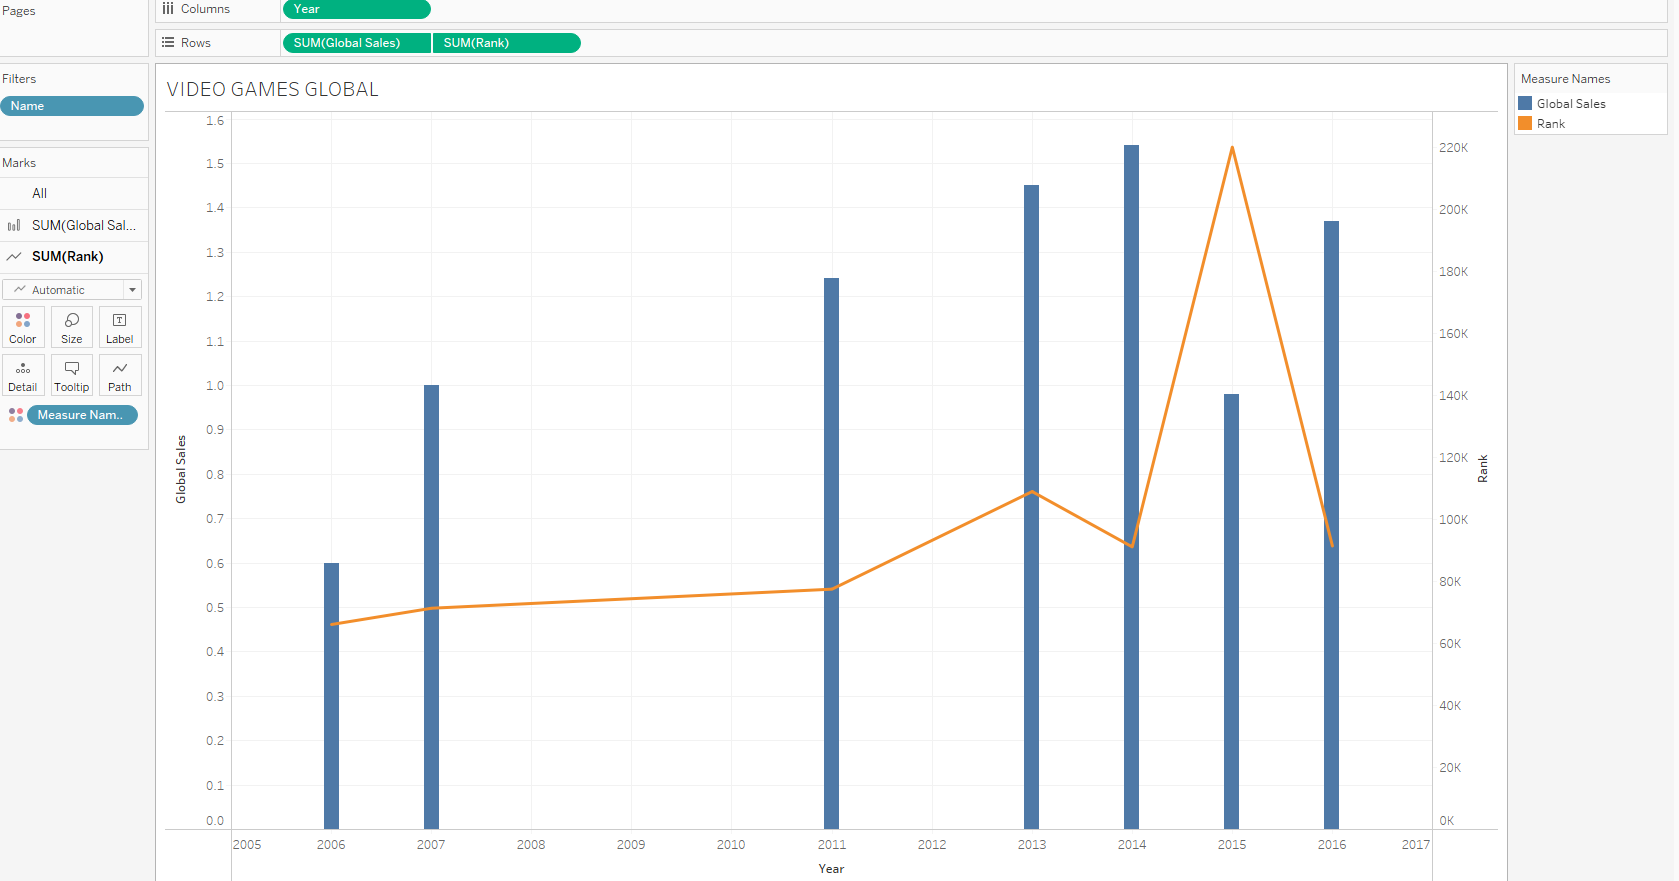 Pages
Columns
Year
Rows
SUM(Global Sales)
SUM(Rank)
Filters
Name
Marks
All
SUM(Global Sal...
SUM(Rank)
Automatic
Color
Size
Label
Detail
Tooltip
Path
Measure Nam..
VIDEO GAMES GLOBAL
1.6
1.5
1.4
1.3
1.2
1.1
1.0
0.9
0.8
0.7
0.6
0.5
0.4
0.3
0.2
0.1
0.0
Global Sales
2005
2006
2007
2008
2009
2010
2011
2012
2013
2014
2015
2016
2017
Year
220K
200K
180K
160K
140K
120K
100K
80K
60K
40K
20K
0K
Rank
Measure Names
Global Sales
Rank